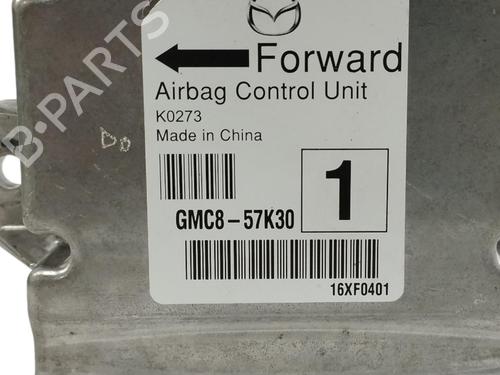 Forward
Airbag Control Unit
K0273
Made in China
GMC8-57K30
1
16XF0401
B-PARTS